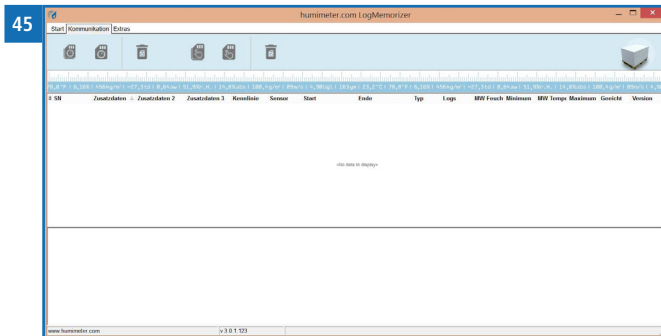 45
humimeter.com LogMemorizer
Start Kommunikation Extras
# SN Zusatzdaten Zusatzdaten 2 Zusatzdaten 3 Kennlinie Sensor Start Ende Typ Logs MW Feuch Minimum MW Tempe Maximum Geeicht Version
<No data to display>
www.humimeter.com v 3.0.1.123